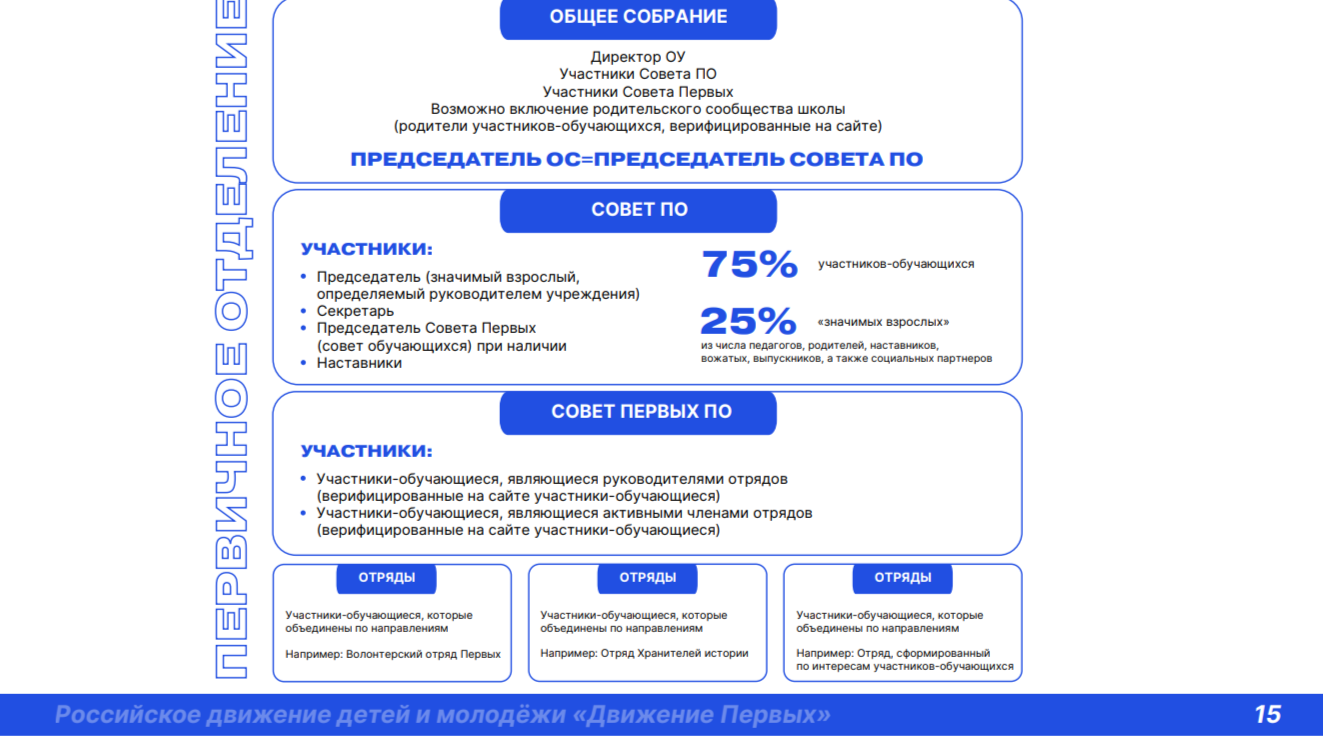 ПЕРВИЧНОЕ ОТДЕЛЕНИЕ
ОБЩЕЕ СОБРАНИЕ
Директор ОУ
Участники Совета ПО
Участники Совета Первых
Возможно включение родительского сообщества школы
(родители участников-обучающихся, верифицированные на сайте)
ПРЕДСЕДАТЕЛЬ ОС=ПРЕДСЕДАТЕЛЬ СОВЕТА ПО
СОВЕТ ПО
УЧАСТНИКИ:
• Председатель (значимый взрослый,
определяемый руководителем учреждения)
• Секретарь
• Председатель Совета Первых
(совет обучающихся) при наличии
• Наставники
75% участников-обучающихся
25% «значимых взрослых»
из числа педагогов, родителей, наставников,
вожатых, выпускников, а также социальных партнеров
СОВЕТ ПЕРВЫХ ПО
УЧАСТНИКИ:
• Участники-обучающиеся, являющиеся руководителями отрядов
(верифицированные на сайте участники-обучающиеся)
• Участники-обучающиеся, являющиеся активными членами отрядов
(верифицированные на сайте участники-обучающиеся)
ОТРЯДЫ
Участники-обучающиеся, которые
объединены по направлениям
Например: Волонтерский отряд Первых
ОТРЯДЫ
Участники-обучающиеся, которые
объединены по направлениям
Например: Отряд Хранителей истории
ОТРЯДЫ
Участники-обучающиеся, которые
объединены по направлениям
Например: Отряд, сформированный
по интересам участников-обучающихся
Российское движение детей и молодёжи «Движение Первых»
15